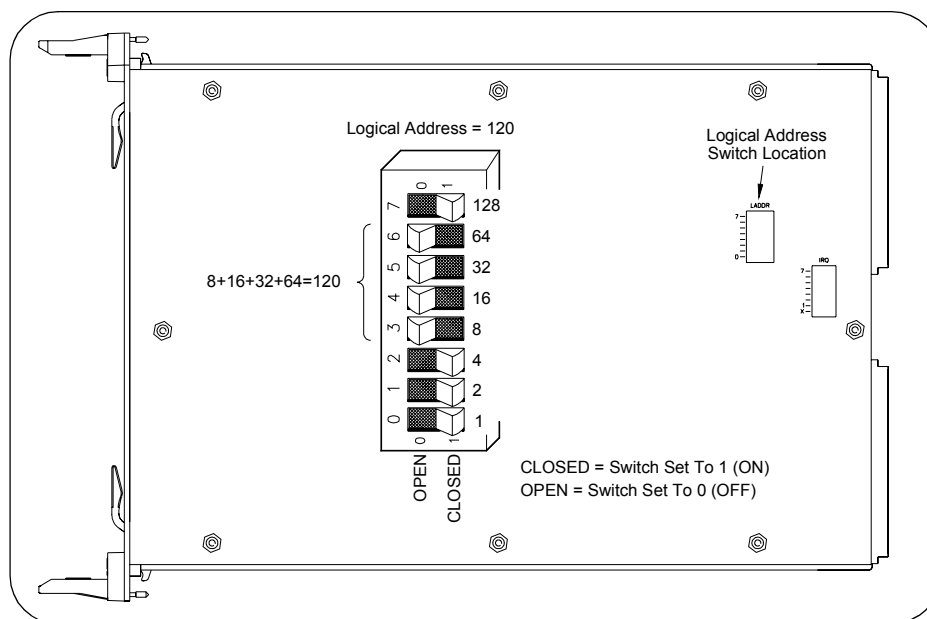 Logical Address = 120
Logical Address
Switch Location
LADDR
7
0
IRQ
7
1
X
0 1
7 128
6 64
5 32
4 16
3 8
2 4
1 2
0 1
0 1
8+16+32+64=120
OPEN
CLOSED
CLOSED = Switch Set To 1 (ON)
OPEN = Switch Set To 0 (OFF)